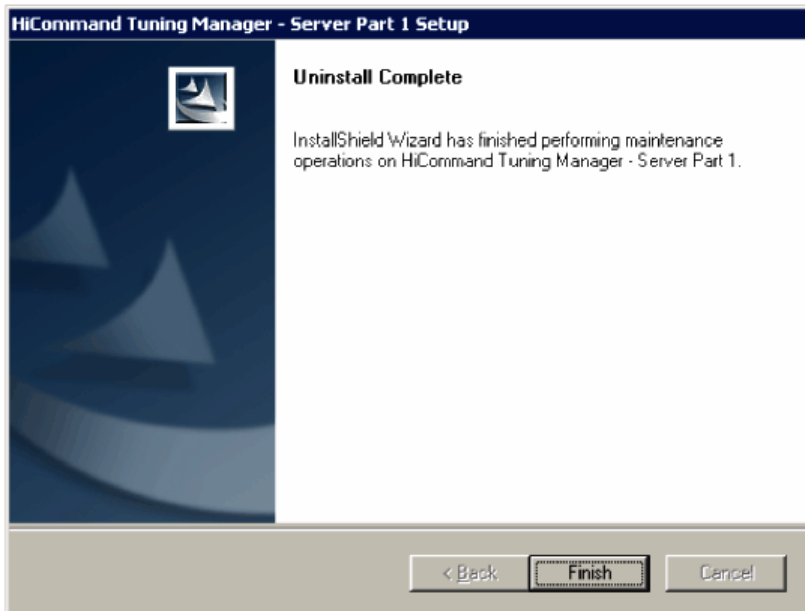 HiCommand Tuning Manager - Server Part 1 Setup
Uninstall Complete
InstallShield Wizard has finished performing maintenance
operations on HiCommand Tuning Manager - Server Part 1.
< Back Finish Cancel